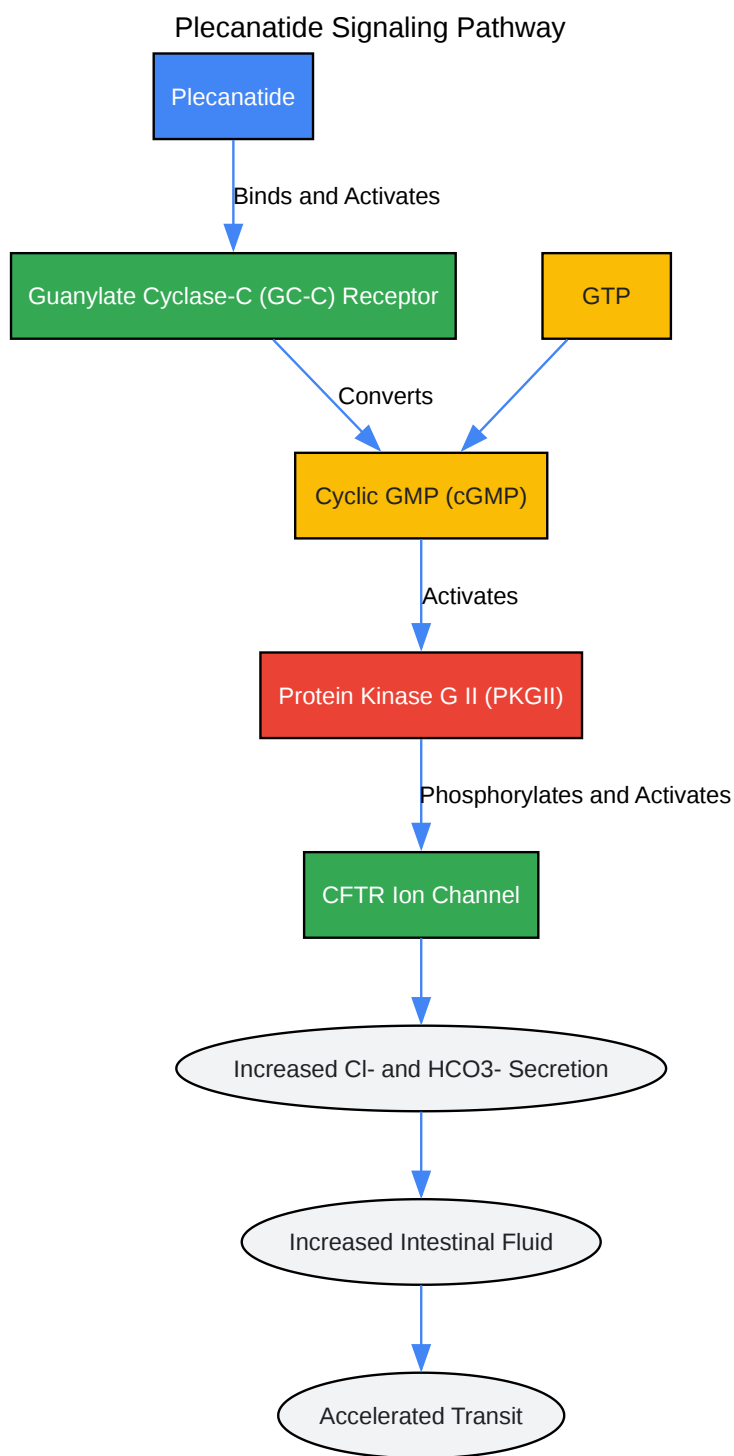 Plecanatide Signaling Pathway
Plecanatide
Binds and Activates
Guanylate Cyclase-C (GC-C) Receptor
GTP
Converts
Cyclic GMP (cGMP)
Activates
Protein Kinase G II (PKGII)
Phosphorylates and Activates
CFTR Ion Channel
Increased Cl- and HCO3- Secretion
Increased Intestinal Fluid
Accelerated Transit